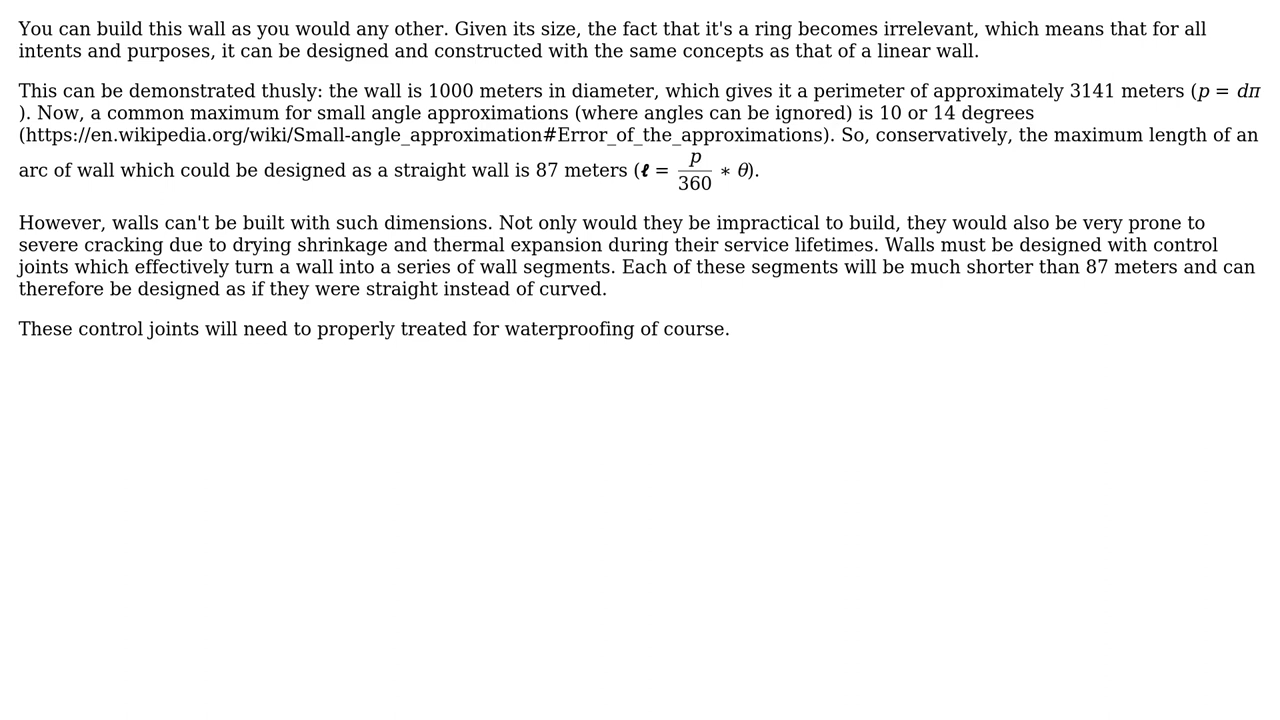 You can build this wall as you would any other. Given its size, the fact that it's a ring becomes irrelevant, which means that for all
intents and purposes, it can be designed and constructed with the same concepts as that of a linear wall.
This can be demonstrated thusly: the wall is 1000 meters in diameter, which gives it a perimeter of approximately 3141 meters (p = dπ
). Now, a common maximum for small angle approximations (where angles can be ignored) is 10 or 14 degrees
(https://en.wikipedia.org/wiki/Small-angle_approximation#Error_of_the_approximations). So, conservatively, the maximum length of an
arc of wall which could be designed as a straight wall is 87 meters (ℓ = p/360 * θ).
However, walls can't be built with such dimensions. Not only would they be impractical to build, they would also be very prone to
severe cracking due to drying shrinkage and thermal expansion during their service lifetimes. Walls must be designed with control
joints which effectively turn a wall into a series of wall segments. Each of these segments will be much shorter than 87 meters and can
therefore be designed as if they were straight instead of curved.
These control joints will need to properly treated for waterproofing of course.